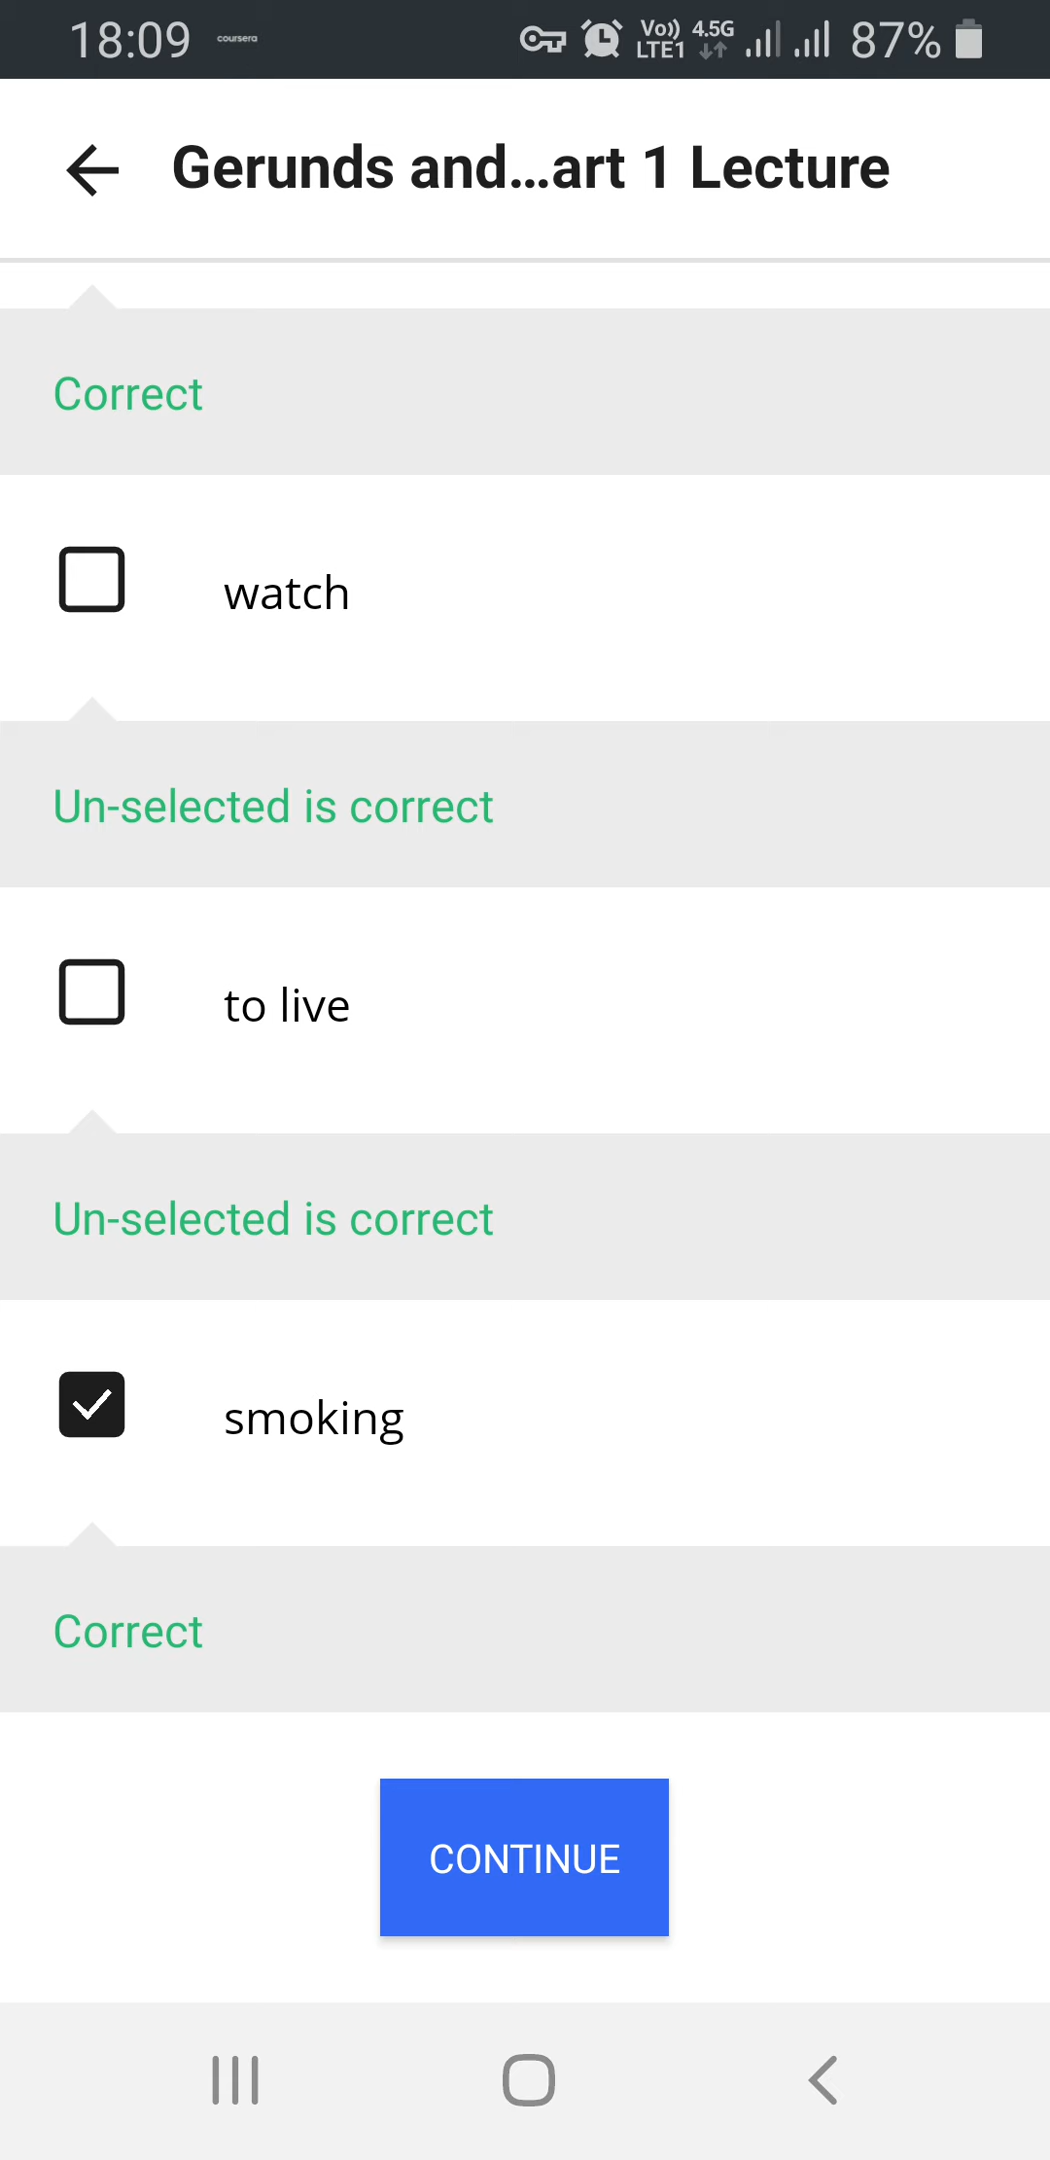 18:09 coursera Vo)) LTE1 4.5G 87%
Gerunds and...art 1 Lecture
Correct
watch
Un-selected is correct
to live
Un-selected is correct
smoking
Correct
CONTINUE